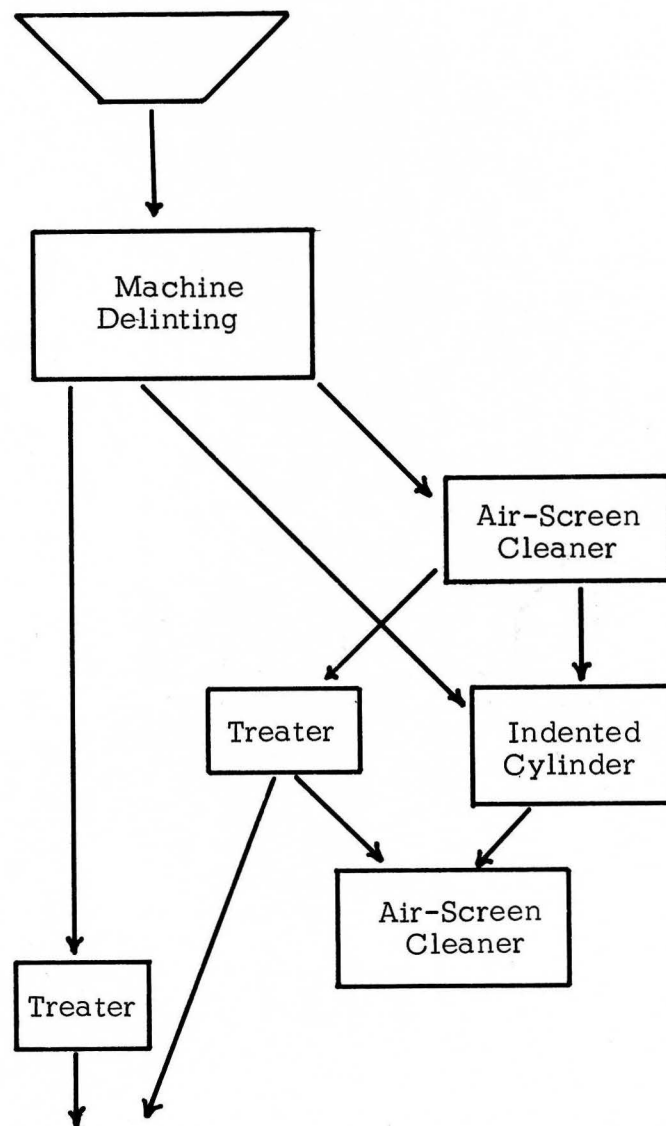 Machine
Delinting
Air-Screen
Cleaner
Treater
Indented
Cylinder
Air-Screen
Cleaner
Treater